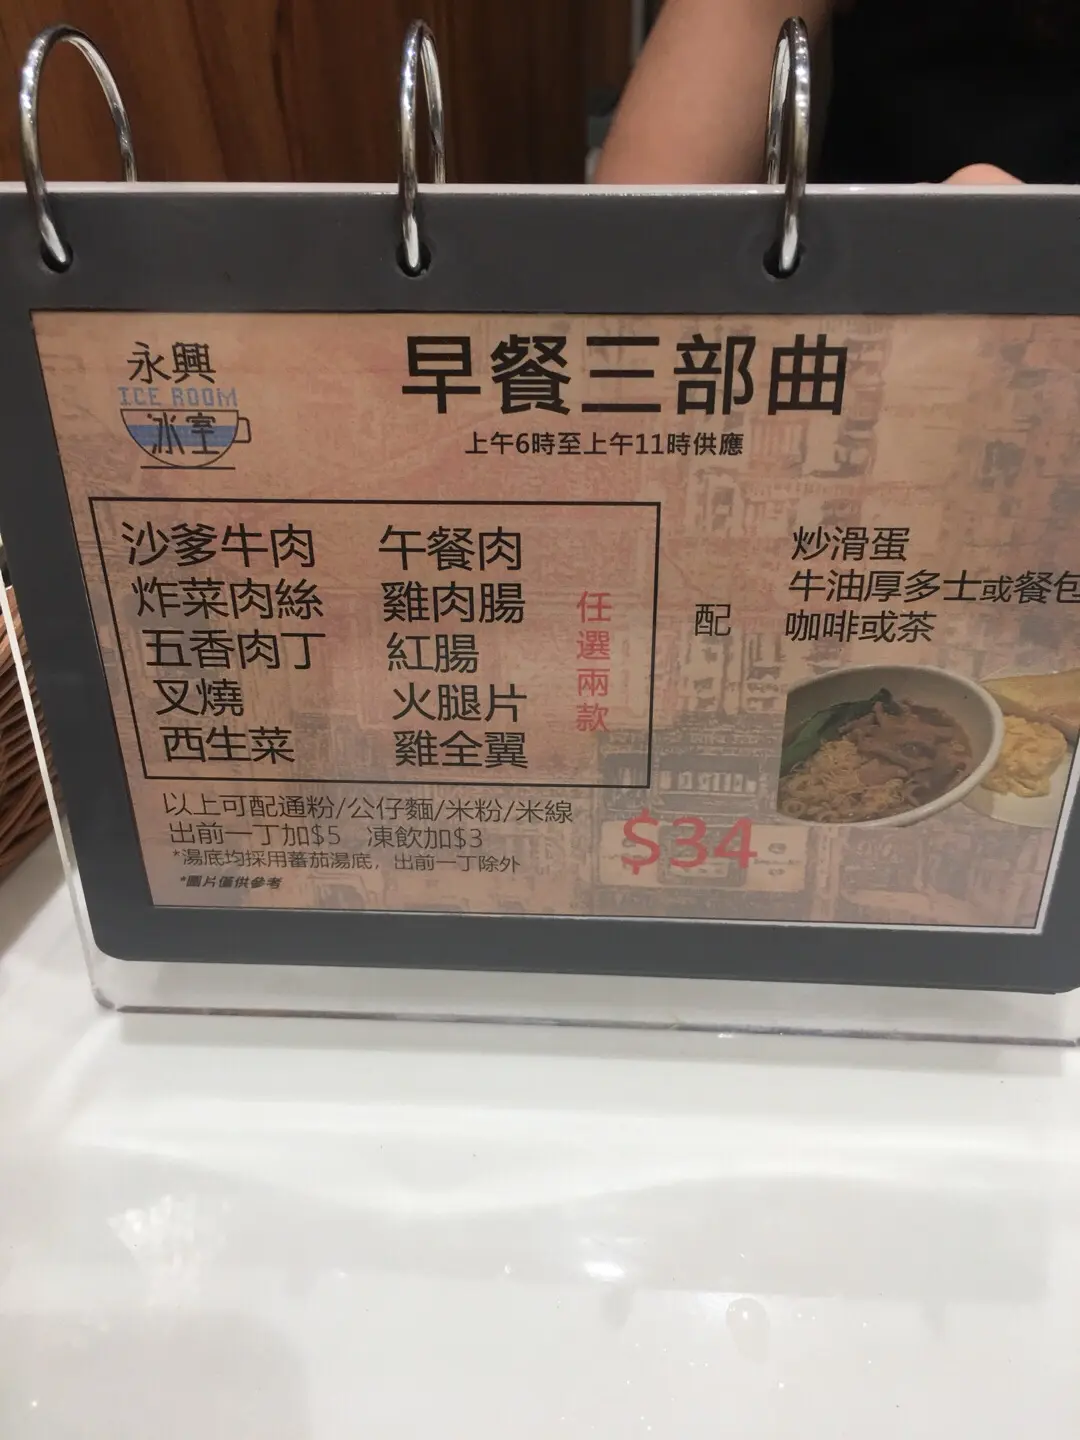 永興
ICE ROOM
冰室
早餐三部曲
上午6時至上午11時供應
沙爹牛肉 午餐肉
炸菜肉絲 雞肉腸
五香肉丁 紅腸
叉燒 火腿片
西生菜 雞全翼
任選兩款
配
炒滑蛋
牛油厚多士或餐包
咖啡或茶
以上可配通粉/公仔麵/米粉/米線
出前一丁加$5 凍飲加$3
*湯底均採用蕃茄湯底，出前一丁除外
*圖片僅供參考
$34